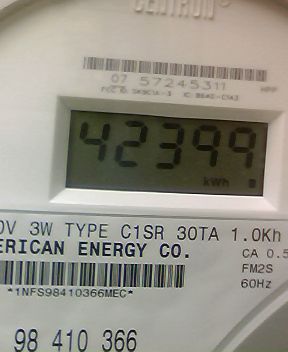 CENTRON®
07 57245311
42399
kWh
0V 3W TYPE C1SR 30TA 1.0Kh
ERICAN ENERGY CO.
CA 0.5
FM2S
60Hz
*1NFS98410366MEC*
98 410 366